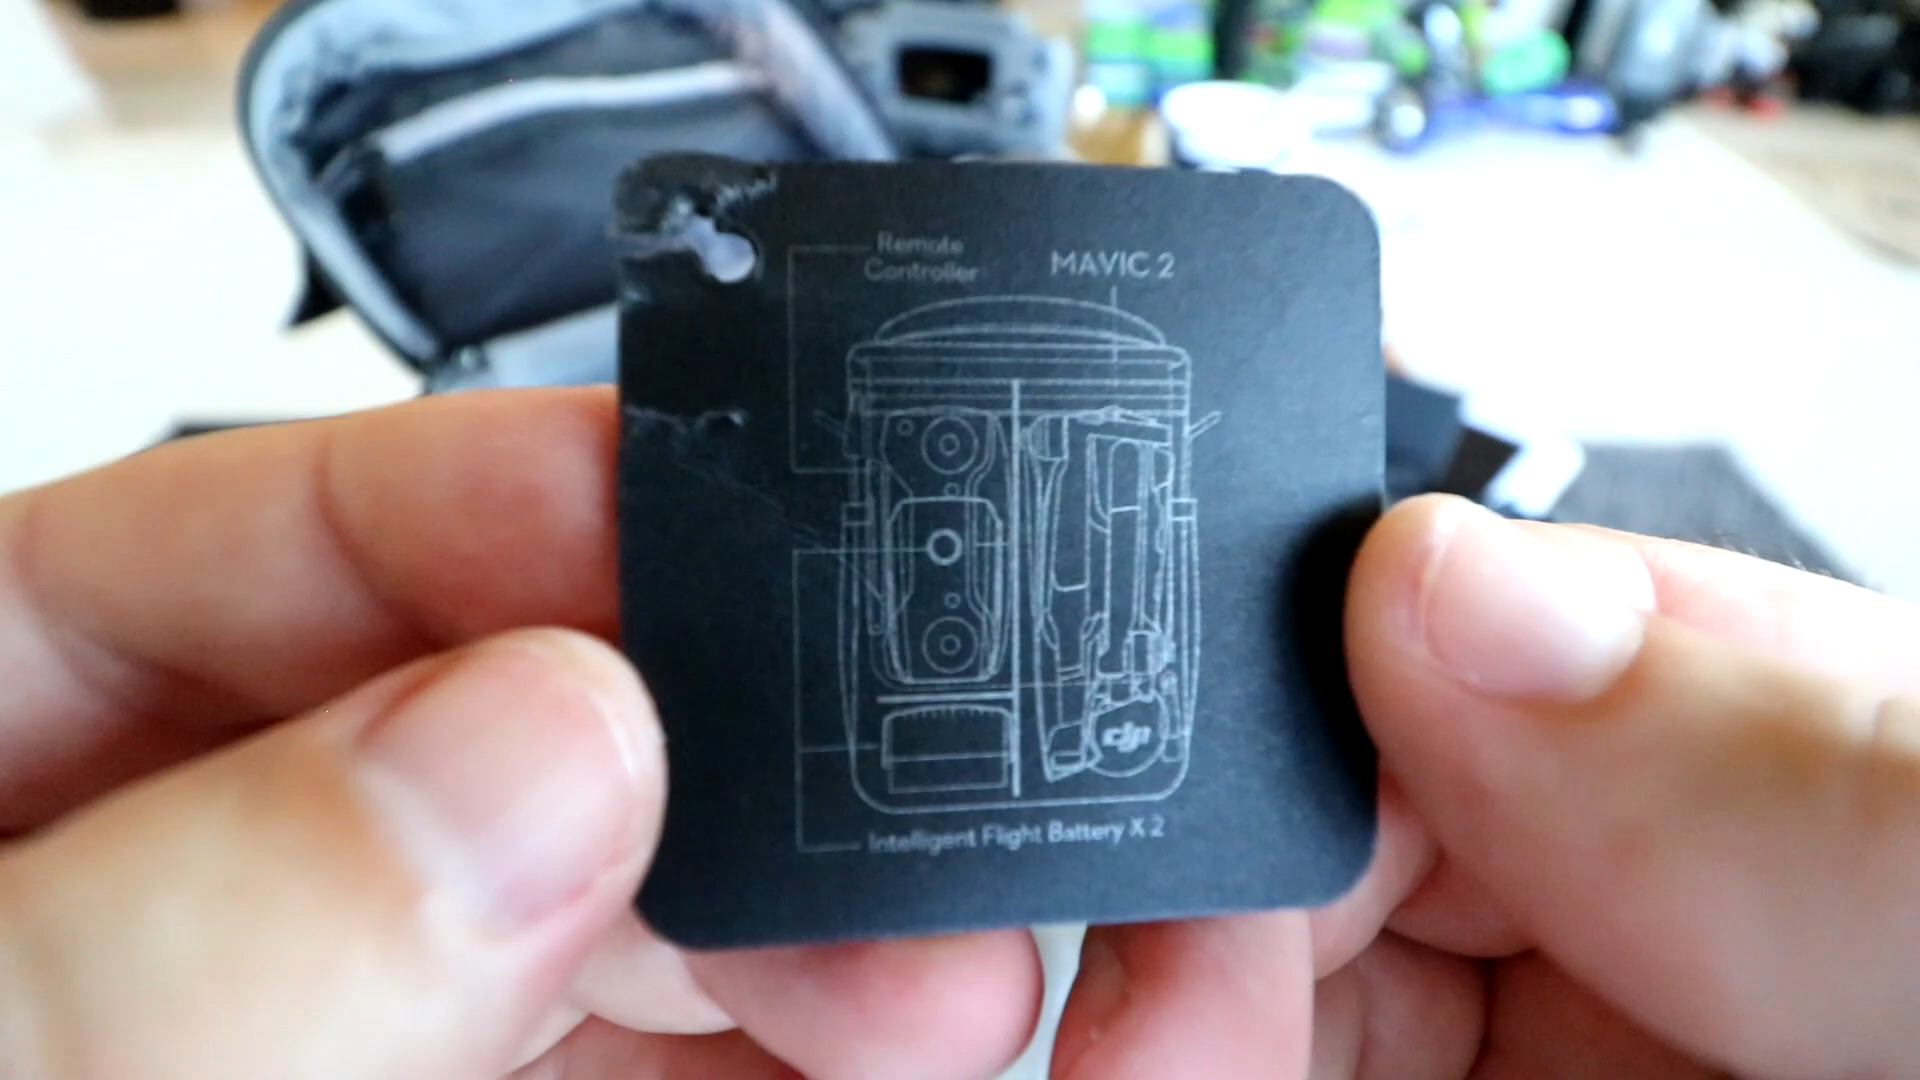 Remote
Controller
MAVIC 2
dji
Intelligent Flight Battery X 2